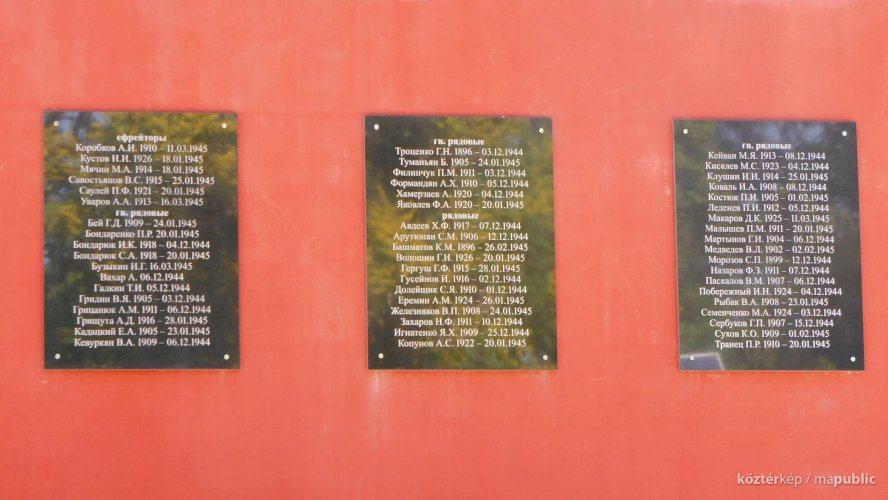 ефрейторы
Коробков А.И. 1910 – 11.03.1945
Кустов Н.И. 1926 – 18.01.1945
Мячин М.А. 1914 – 18.01.1945
Савостьянов В.С. 1915 – 25.01.1945
Саулей П.Ф. 1921 – 20.01.1945
Уваров А.А. 1913 – 16.03.1945
гв. рядовые
Бей Г.Д. 1909 – 24.01.1945
Бондаренко П.Р. 20.01.1945
Бондарюк И.К. 1918 – 04.12.1944
Бондарюк С.А. 1918 – 20.01.1945
Бузыкин И.Г. 16.03.1945
Вахар А. 06.12.1944
Галкин Т.И. 05.12.1944
Гридин В.Я. 1905 – 03.12.1944
Грицанюк А.М. 1911 – 06.12.1944
Грищута А.Д. 1916 – 28.01.1945
Кадацкий Е.А. 1905 – 23.01.1945
Кевуркян В.А. 1909 – 06.12.1944
гв. рядовые
Троценко Г.Н. 1896 – 03.12.1944
Туманьян Б. 1905 – 24.01.1945
Филипчук П.М. 1911 – 03.12.1944
Формандян А.Х. 1910 – 05.12.1944
Хамерзаев А. 1920 – 04.12.1944
Яковлев Ф.А. 1920 – 20.01.1945
рядовые
Авдеев Х.Ф. 1917 – 07.12.1944
Арутюнян С.М. 1906 – 12.12.1944
Башматов К.М. 1896 – 26.02.1945
Волошин Г.И. 1926 – 20.01.1945
Гергуш Г.Ф. 1915 – 28.01.1945
Гусейнов И. 1916 – 02.12.1944
Долейщик С.Я. 1910 – 01.12.1944
Еремин А.М. 1924 – 26.01.1945
Железняков В.П. 1908 – 24.01.1945
Захаров Н.Ф. 1911 – 10.12.1944
Игнатенко Я.Х. 1909 – 25.12.1944
Копунов А.С. 1922 – 20.01.1945
гв. рядовые
Кейван М.Я. 1913 – 08.12.1944
Киселев М.С. 1923 – 04.12.1944
Клушин И.И. 1914 – 25.01.1945
Коваль И.А. 1908 – 08.12.1944
Костюк П.И. 1905 – 01.02.1945
Леденев П.И. 1912 – 05.12.1944
Макаров Д.К. 1925 – 11.03.1945
Малышев П.М. 1911 – 20.01.1945
Мартынов Г.И. 1904 – 06.12.1944
Медведев В.Л. 1902 – 02.02.1945
Морозов С.П. 1899 – 12.12.1944
Назаров Ф.З. 1911 – 07.12.1944
Паскалов В.М. 1907 – 06.12.1944
Побережный И.Н. 1924 – 04.12.1944
Рыбак В.А. 1908 – 23.01.1945
Семенченко М.А. 1924 – 03.12.1944
Сербуков Г.П. 1907 – 15.12.1944
Сухов К.О. 1909 – 01.02.1945
Транец П.Р. 1910 – 20.01.1945
köztérkép / mapublic